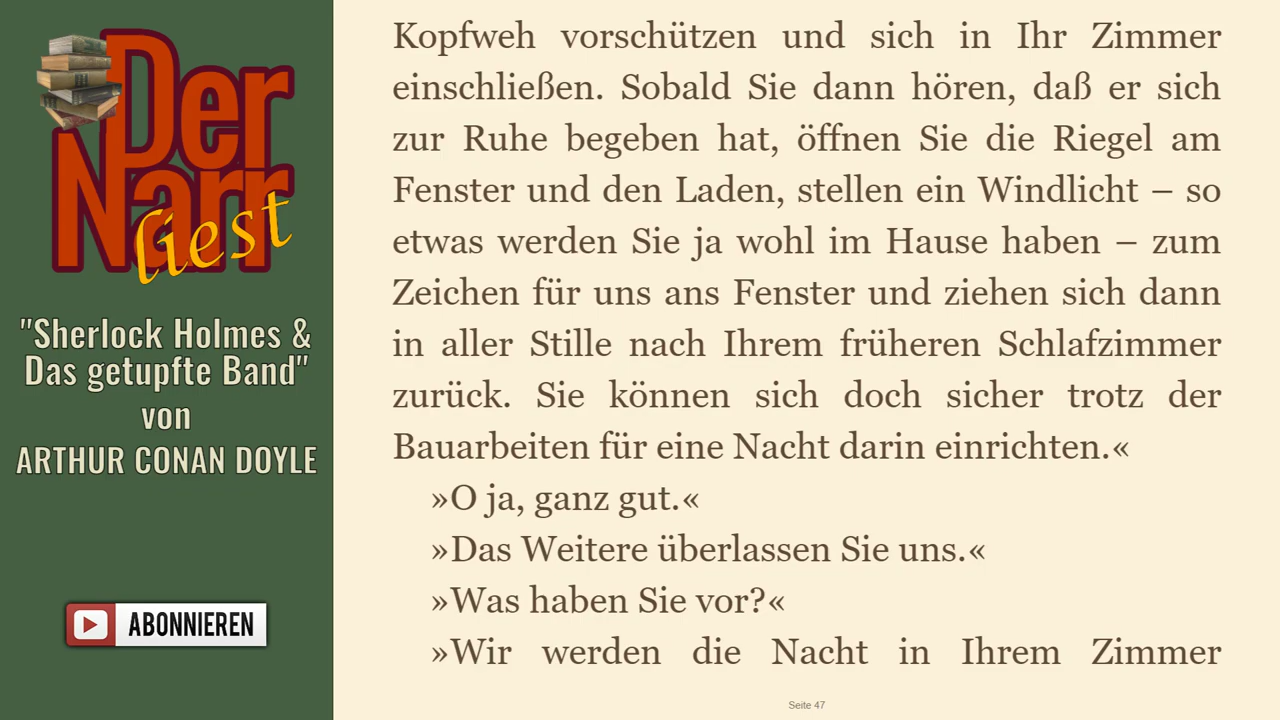 Der
Narr
liest
"Sherlock Holmes &
Das getupfte Band"
von
ARTHUR CONAN DOYLE
ABONNIEREN
Kopfweh vorschützen und sich in Ihr Zimmer
einschließen. Sobald Sie dann hören, daß er sich
zur Ruhe begeben hat, öffnen Sie die Riegel am
Fenster und den Laden, stellen ein Windlicht – so
etwas werden Sie ja wohl im Hause haben – zum
Zeichen für uns ans Fenster und ziehen sich dann
in aller Stille nach Ihrem früheren Schlafzimmer
zurück. Sie können sich doch sicher trotz der
Bauarbeiten für eine Nacht darin einrichten.«
»O ja, ganz gut.«
»Das Weitere überlassen Sie uns.«
»Was haben Sie vor?«
»Wir werden die Nacht in Ihrem Zimmer
Seite 47